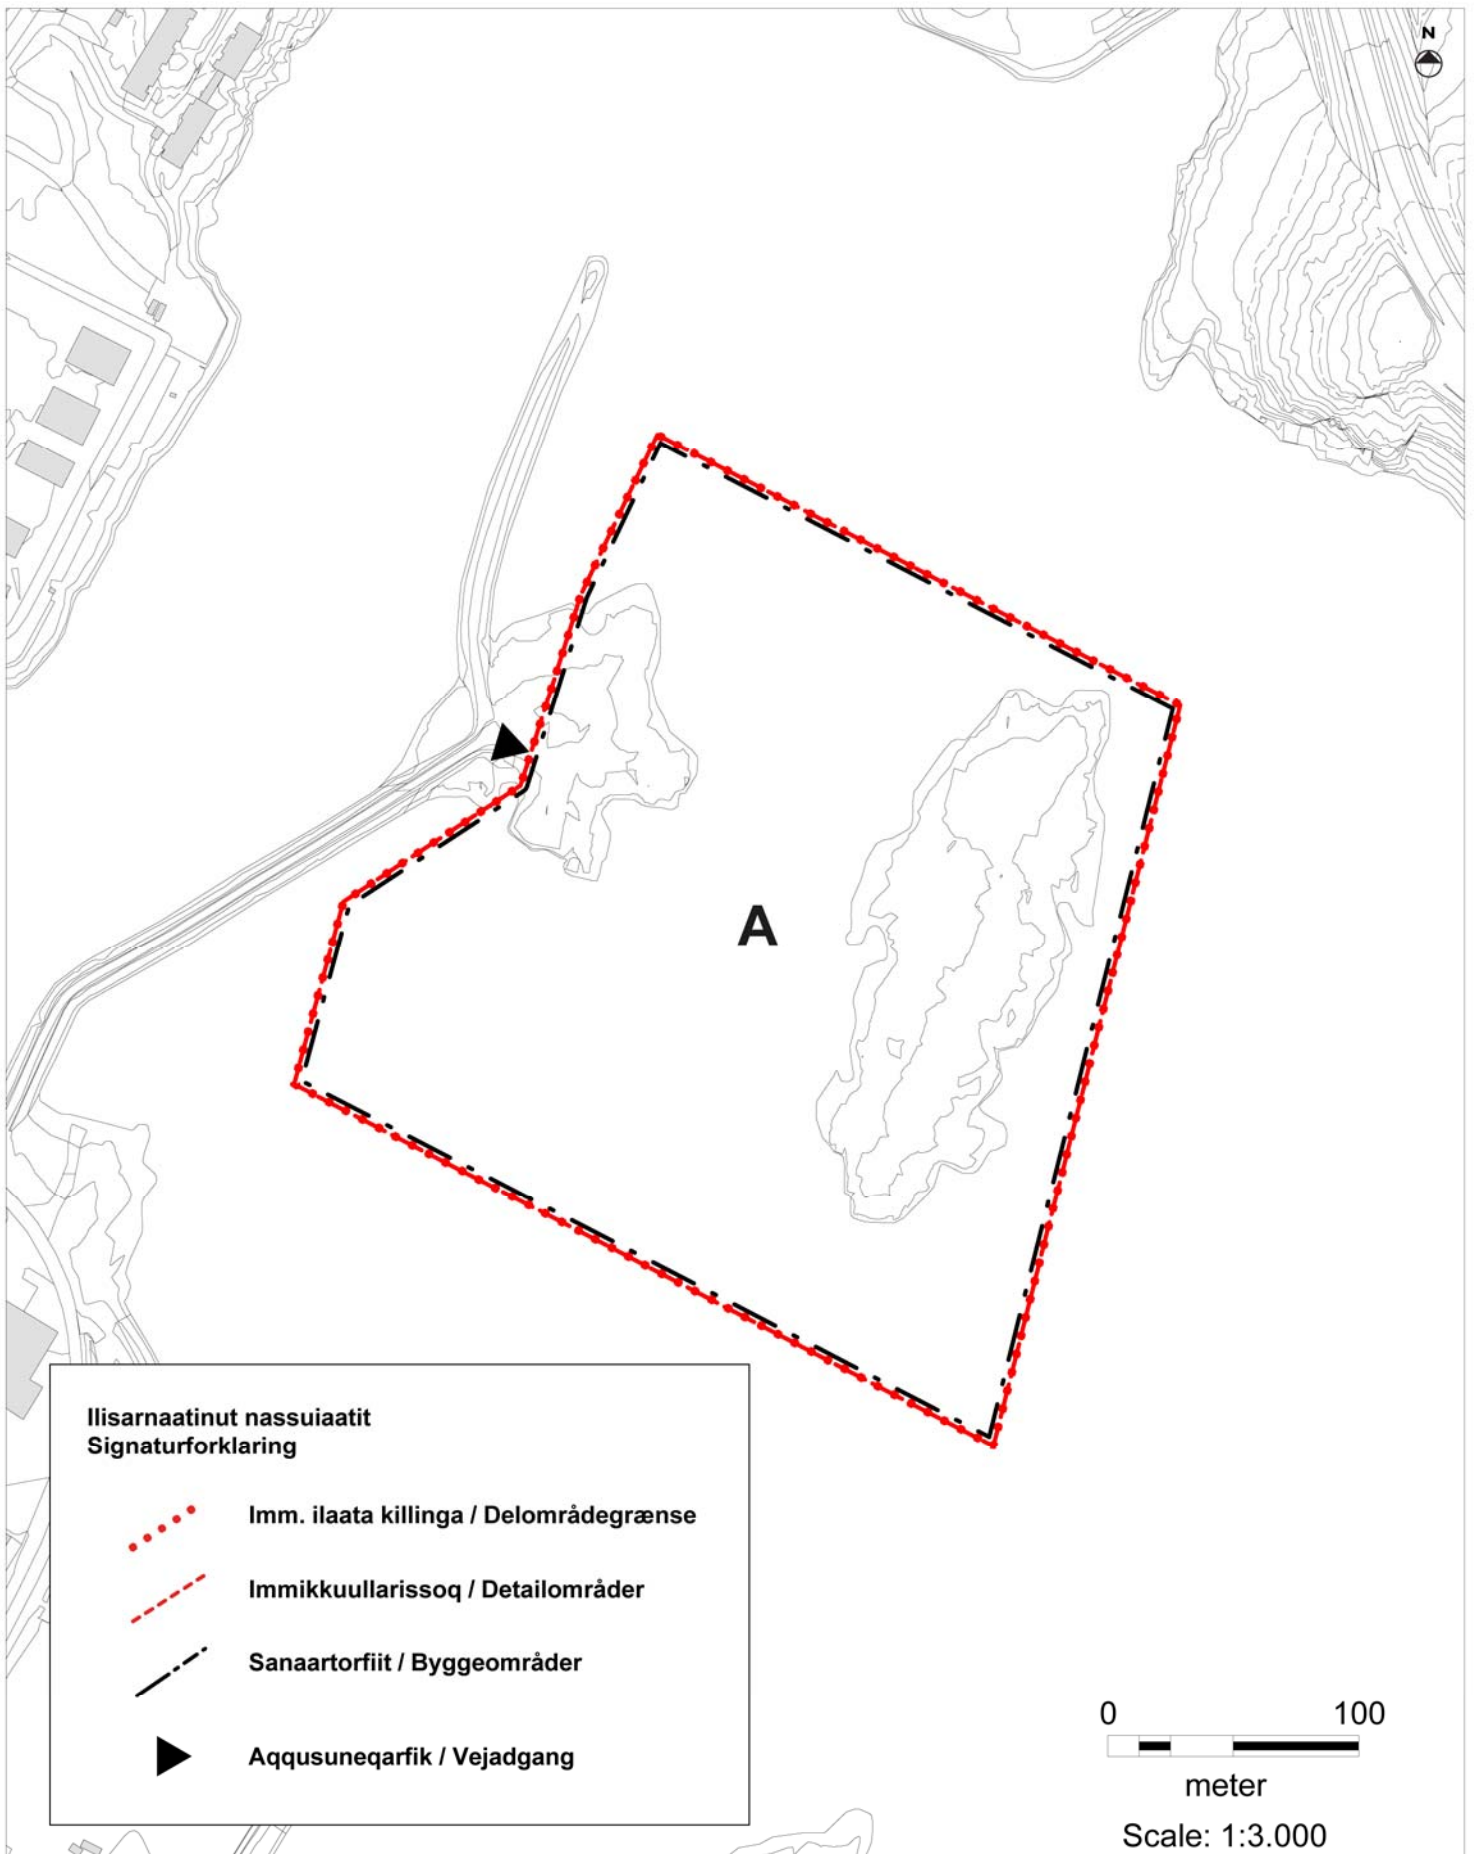 N
A
Ilisarnaatinut nassuiaatit
Signaturforklaring
Imm. ilaata killinga / Delområdegrænse
Immikkuullarissoq / Detailområder
Sanaartorfiit / Byggeområder
Aqqusuneqarfik / Vejadgang
0 100
meter
Scale: 1:3.000